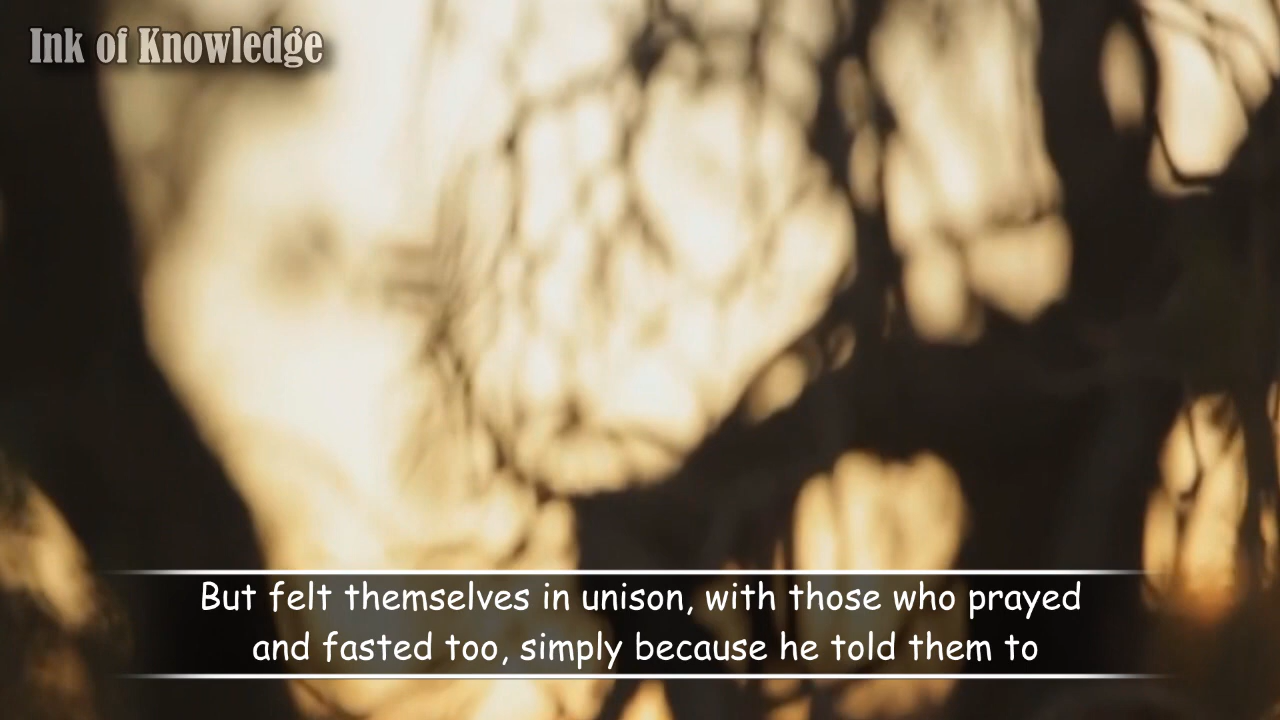 Ink of Knowledge
But felt themselves in unison, with those who prayed
and fasted too, simply because he told them to